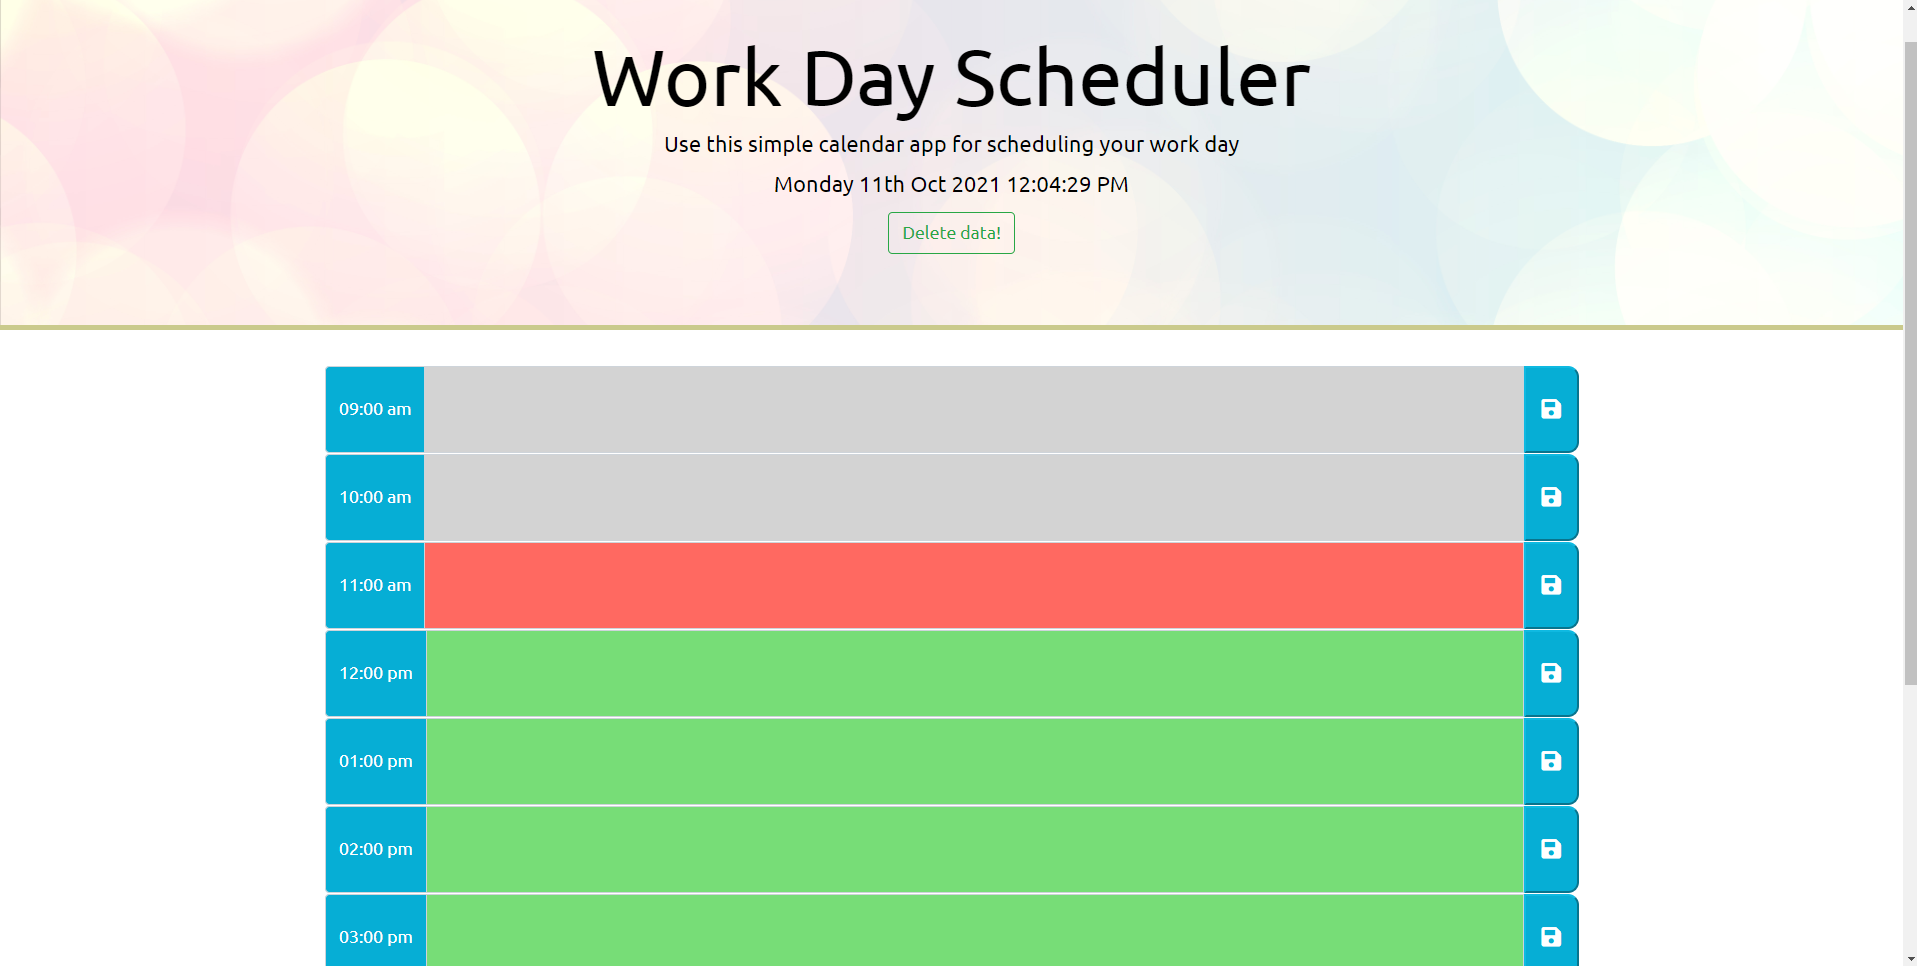 Work Day Scheduler
Use this simple calendar app for scheduling your work day
Monday 11th Oct 2021 12:04:29 PM
Delete data!
09:00 am
10:00 am
11:00 am
12:00 pm
01:00 pm
02:00 pm
03:00 pm